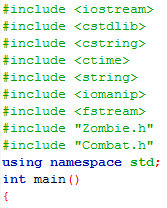 #include <iostream>
#include <cstdlib>
#include <cstring>
#include <ctime>
#include <string>
#include <iomanip>
#include <fstream>
#include "Zombie.h"
#include "Combat.h"
using namespace std;
int main()
{